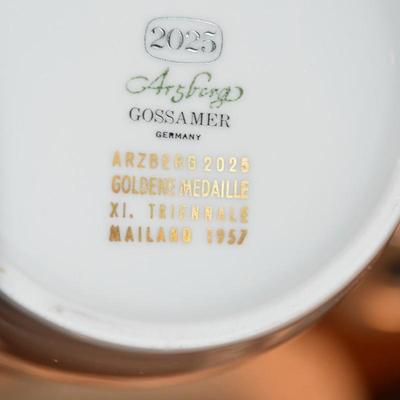 2025
Arzberg
GOSSAMER
GERMANY
ARZBERG 2025
GOLDENE MEDAILLE
XI. TRIENNALE
MAILAND 1957